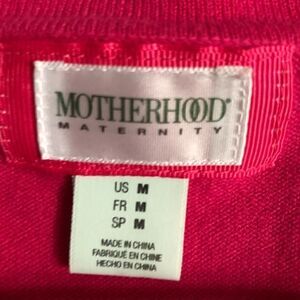 MOTHERHOOD®
MATERNITY
US M
FR M
SP M
MADE IN CHINA
FABRIQUÉ EN CHINE
HECHO EN CHINA